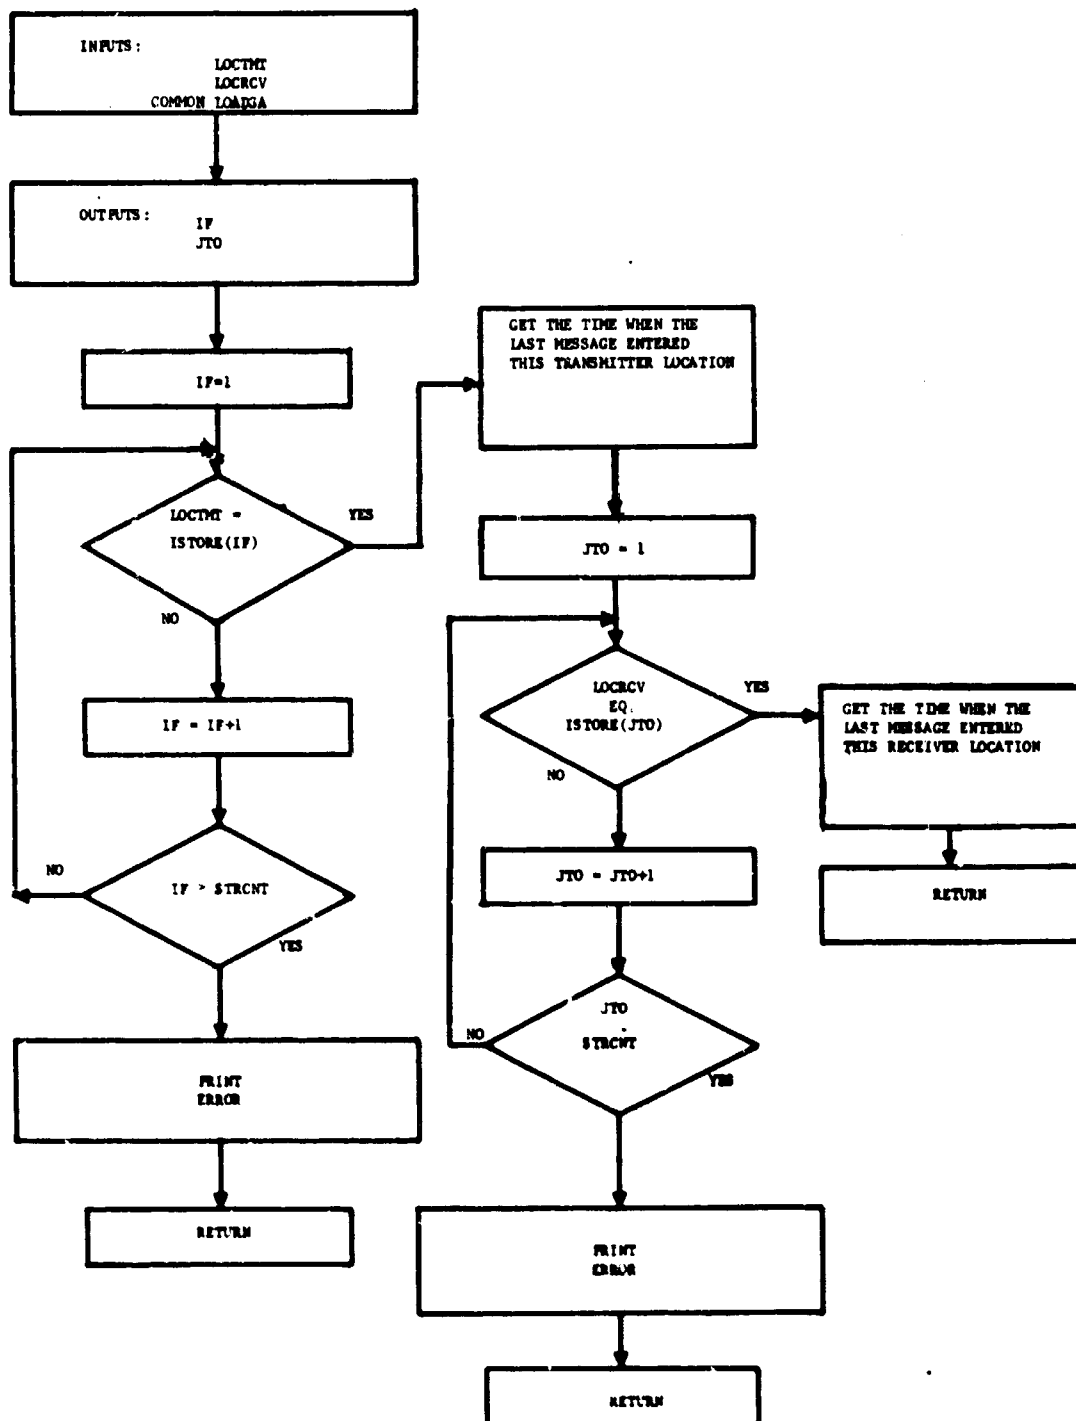 INPUTS:
LOCTMT
LOCRCV
COMMON LOADGA
OUTPUTS:
IF
JTO
IF=1
LOCTMT =
ISTORE(IF)
YES
NO
IF = IF+1
IF > STRCNT
NO
YES
PRINT
ERROR
RETURN
GET THE TIME WHEN THE
LAST MESSAGE ENTERED
THIS TRANSMITTER LOCATION
JTO = 1
LOCRCV
EQ.
ISTORE(JTO)
YES
NO
JTO = JTO+1
JTO
STRCNT
NO
YES
PRINT
ERROR
RETURN
GET THE TIME WHEN THE
LAST MESSAGE ENTERED
THIS RECEIVER LOCATION
RETURN